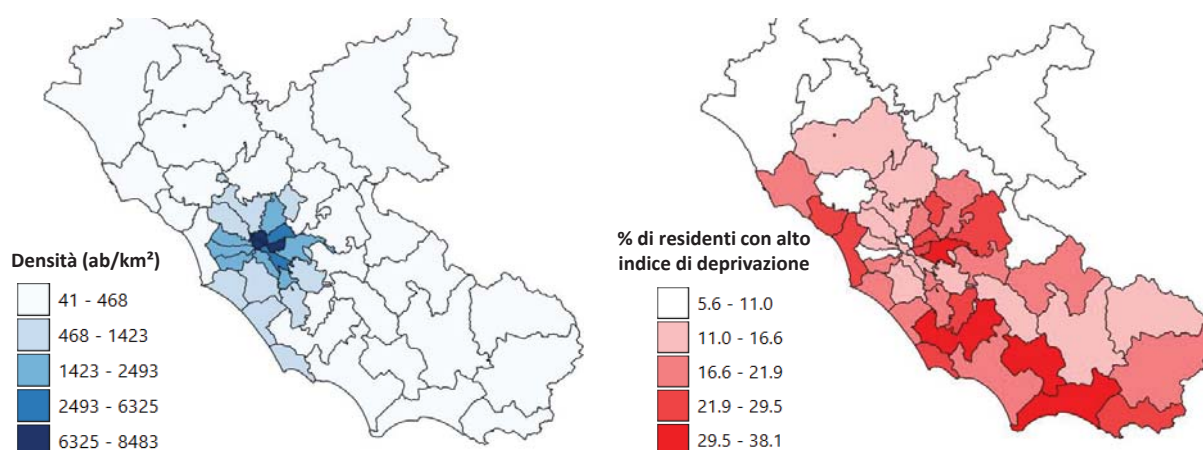 Densità (ab/km²)
41 - 468
468 - 1423
1423 - 2493
2493 - 6325
6325 - 8483
% di residenti con alto
indice di deprivazione
5.6 - 11.0
11.0 - 16.6
16.6 - 21.9
21.9 - 29.5
29.5 - 38.1